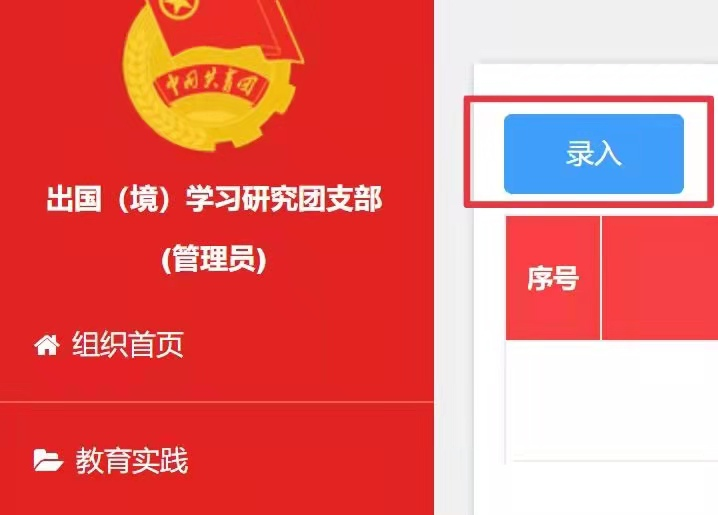 中国共青团
出国（境）学习研究团支部
(管理员)
组织首页
教育实践
录入
序号